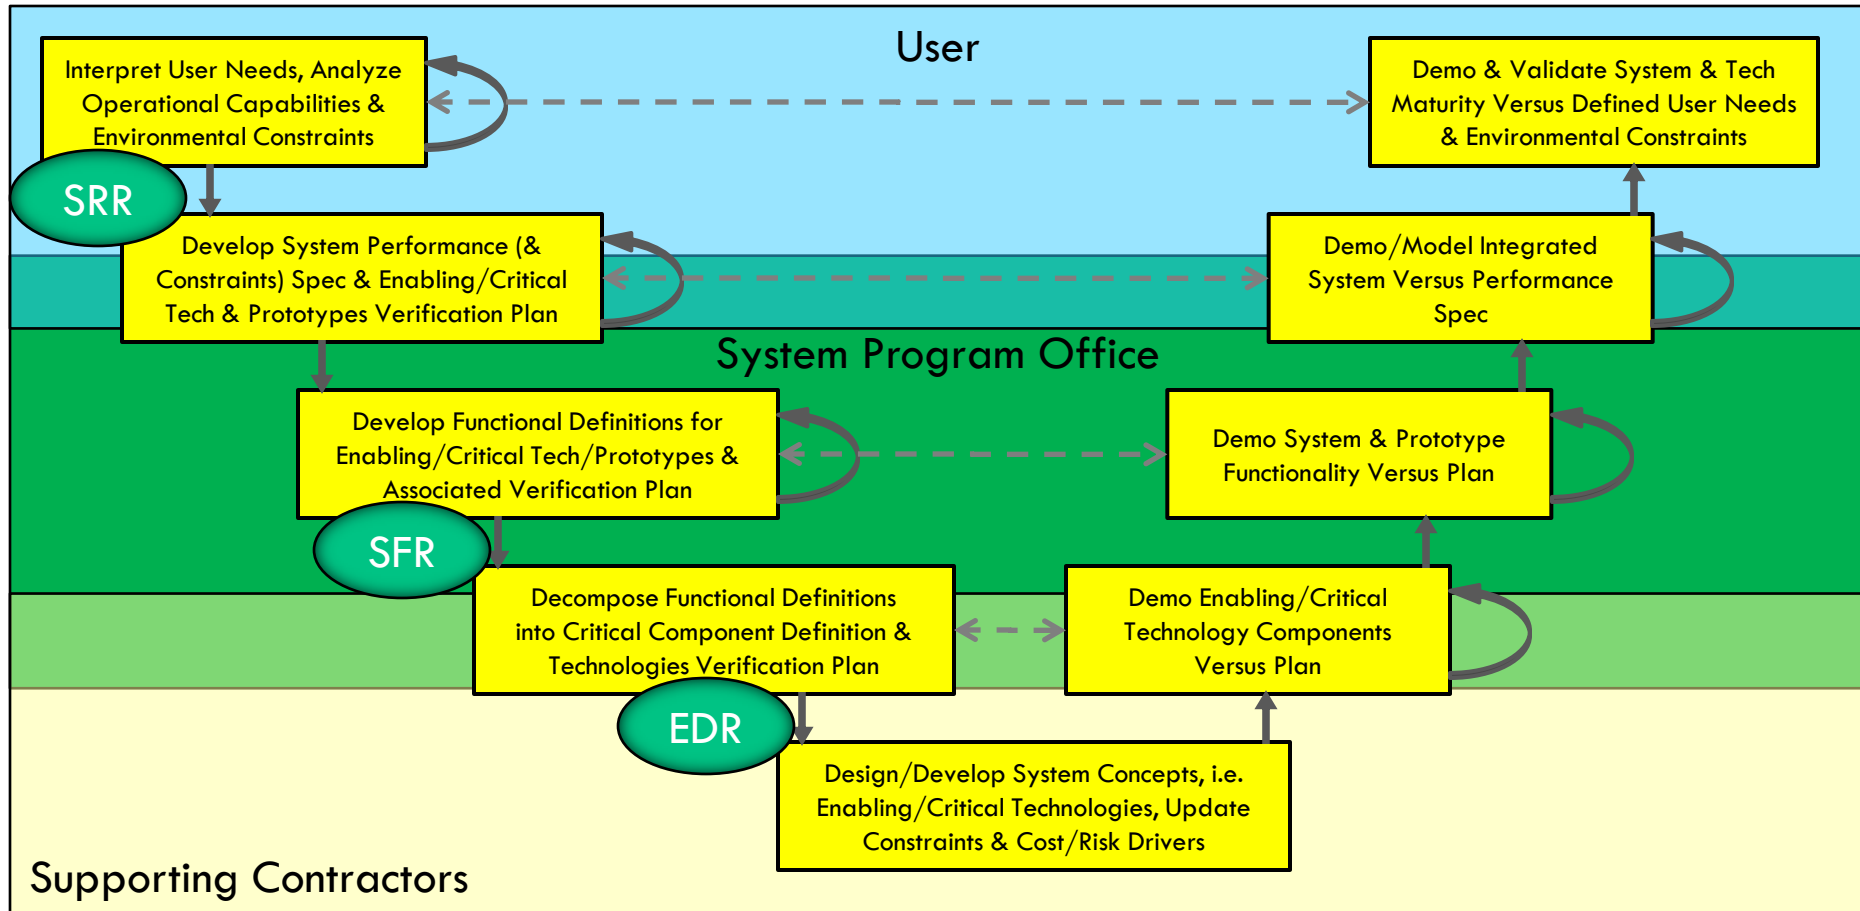 User
Interpret User Needs, Analyze
Operational Capabilities &
Environmental Constraints
Demo & Validate System & Tech
Maturity Versus Defined User Needs
& Environmental Constraints
SRR
Develop System Performance (&
Constraints) Spec & Enabling/Critical
Tech & Prototypes Verification Plan
Demo/Model Integrated
System Versus Performance
Spec
System Program Office
Develop Functional Definitions for
Enabling/Critical Tech/Prototypes &
Associated Verification Plan
Demo System & Prototype
Functionality Versus Plan
SFR
Decompose Functional Definitions
into Critical Component Definition &
Technologies Verification Plan
Demo Enabling/Critical
Technology Components
Versus Plan
EDR
Design/Develop System Concepts, i.e.
Enabling/Critical Technologies, Update
Constraints & Cost/Risk Drivers
Supporting Contractors